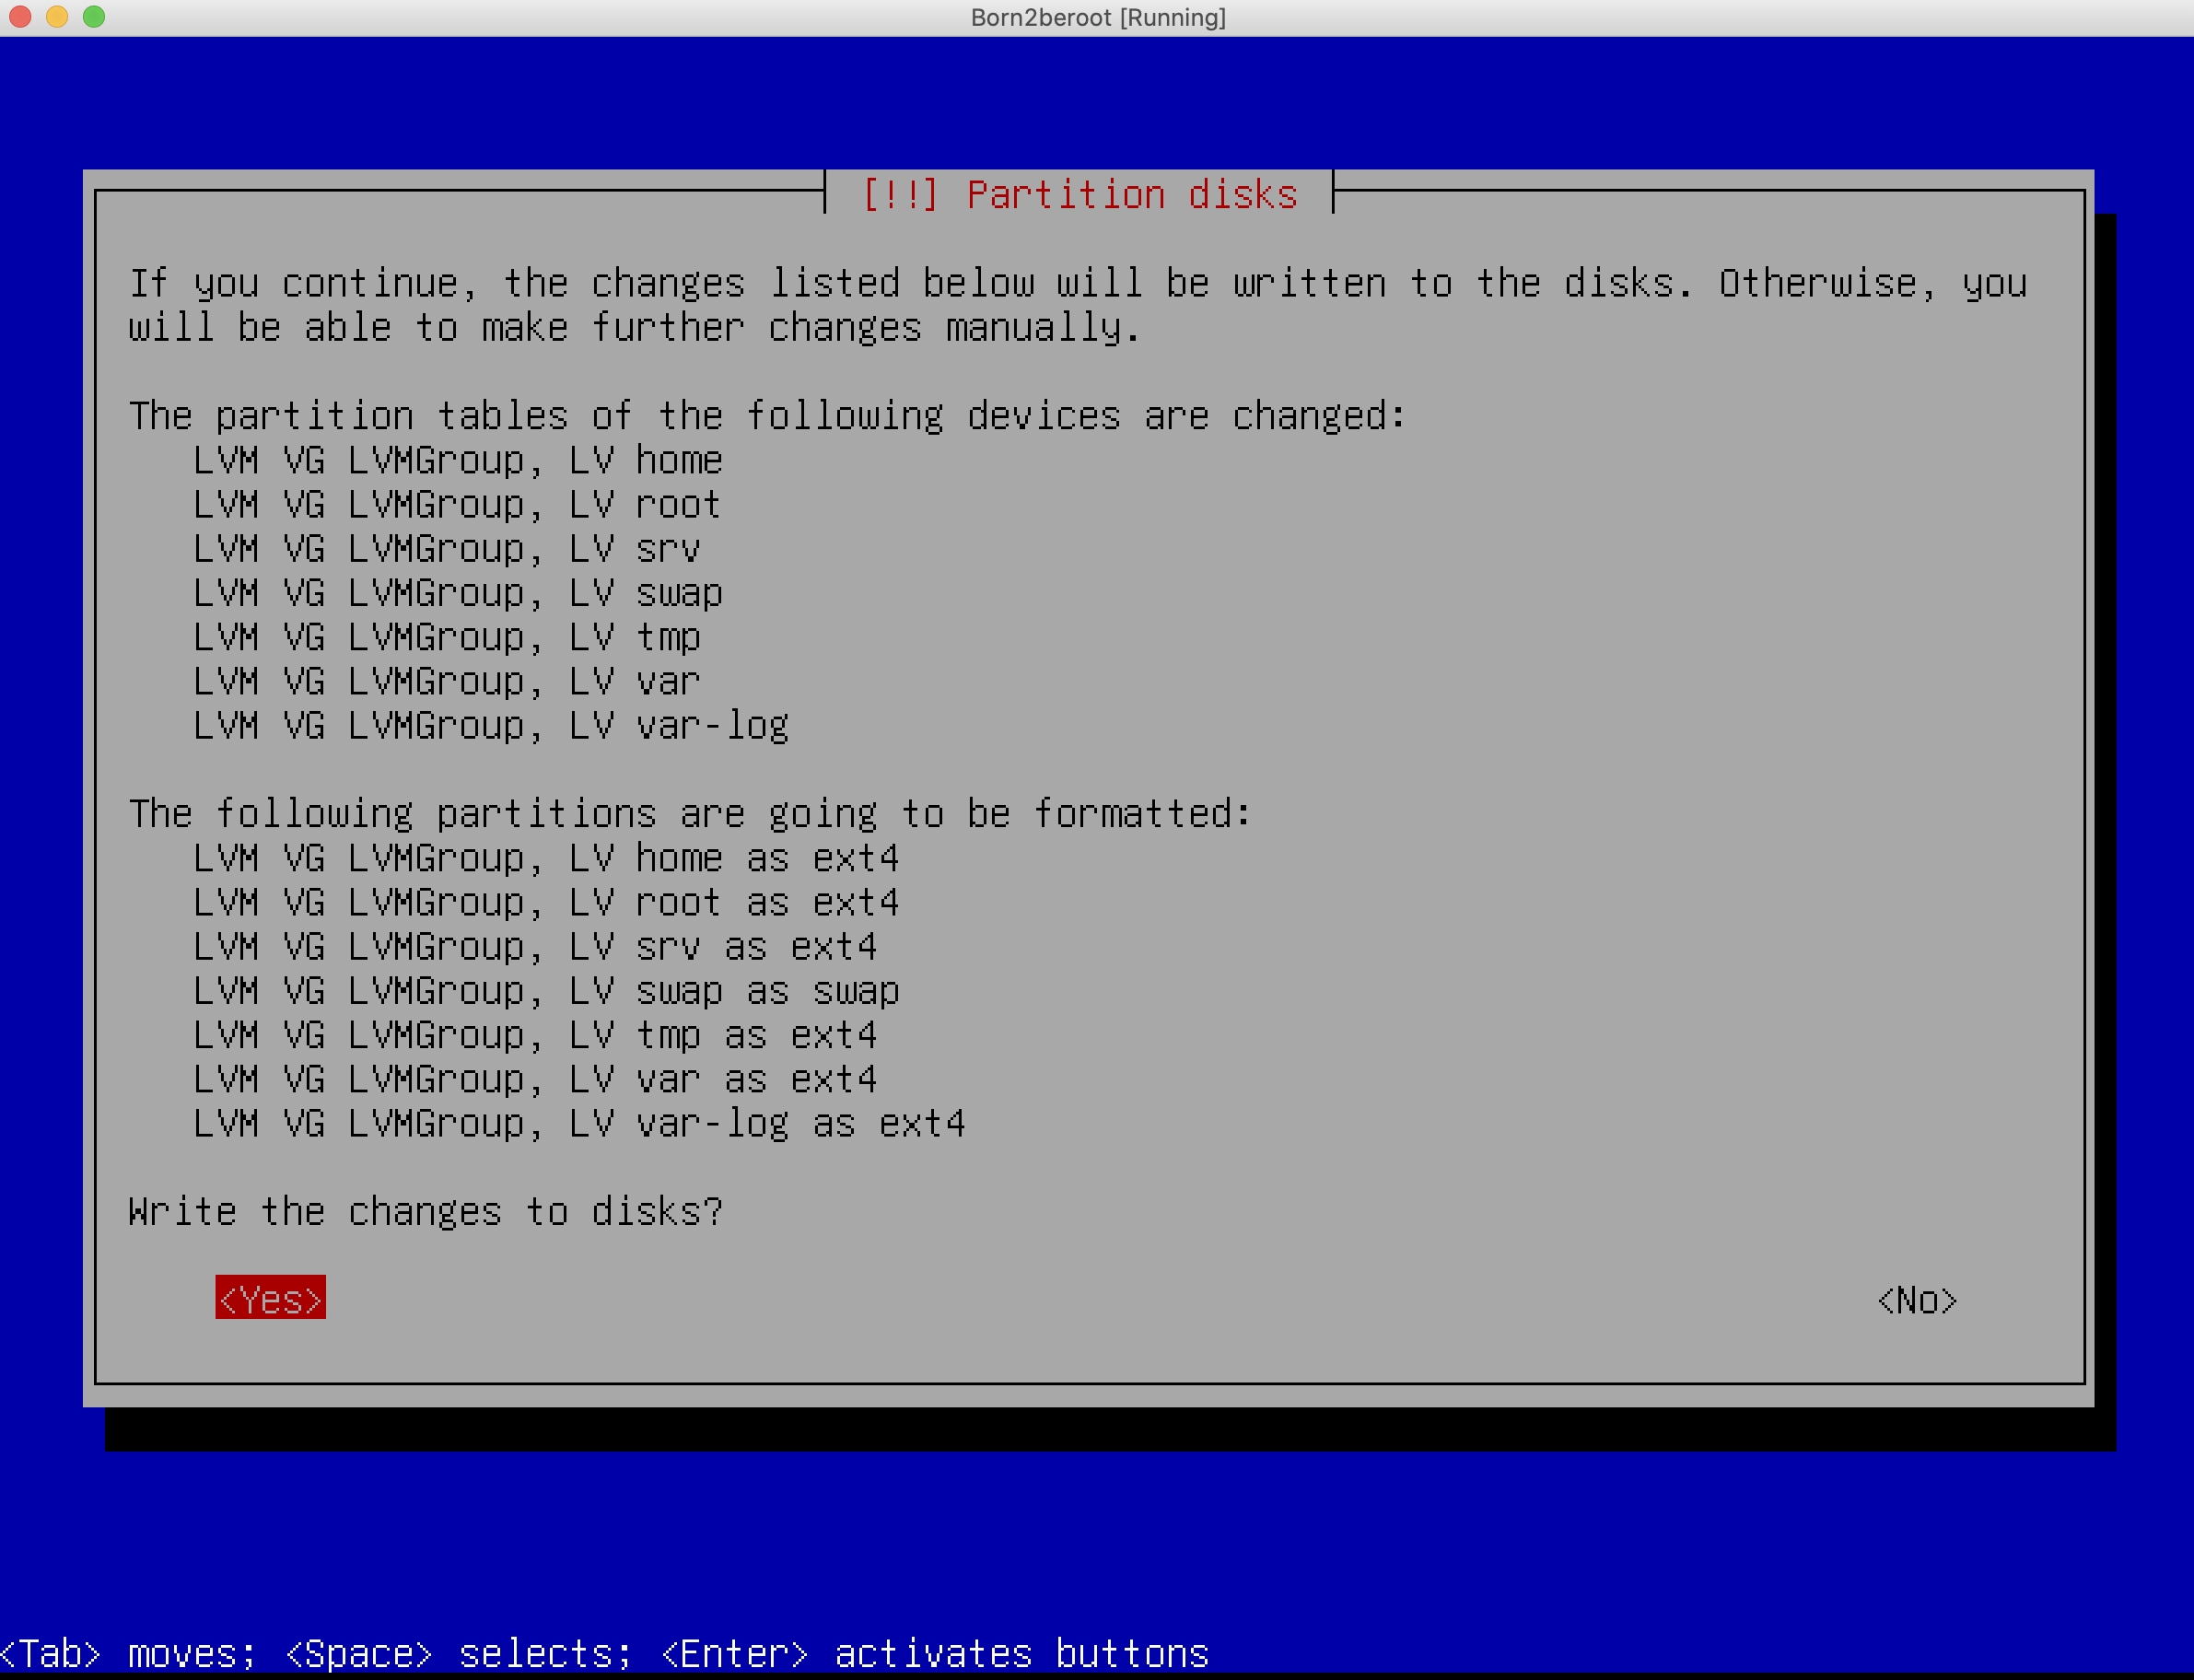 Born2beroot [Running]
[!!] Partition disks
If you continue, the changes listed below will be written to the disks. Otherwise, you
will be able to make further changes manually.
The partition tables of the following devices are changed:
LVM VG LVMGroup, LV home
LVM VG LVMGroup, LV root
LVM VG LVMGroup, LV srv
LVM VG LVMGroup, LV swap
LVM VG LVMGroup, LV tmp
LVM VG LVMGroup, LV var
LVM VG LVMGroup, LV var-log
The following partitions are going to be formatted:
LVM VG LVMGroup, LV home as ext4
LVM VG LVMGroup, LV root as ext4
LVM VG LVMGroup, LV srv as ext4
LVM VG LVMGroup, LV swap as swap
LVM VG LVMGroup, LV tmp as ext4
LVM VG LVMGroup, LV var as ext4
LVM VG LVMGroup, LV var-log as ext4
Write the changes to disks?
<Yes> <No>
<Tab> moves; <Space> selects; <Enter> activates buttons